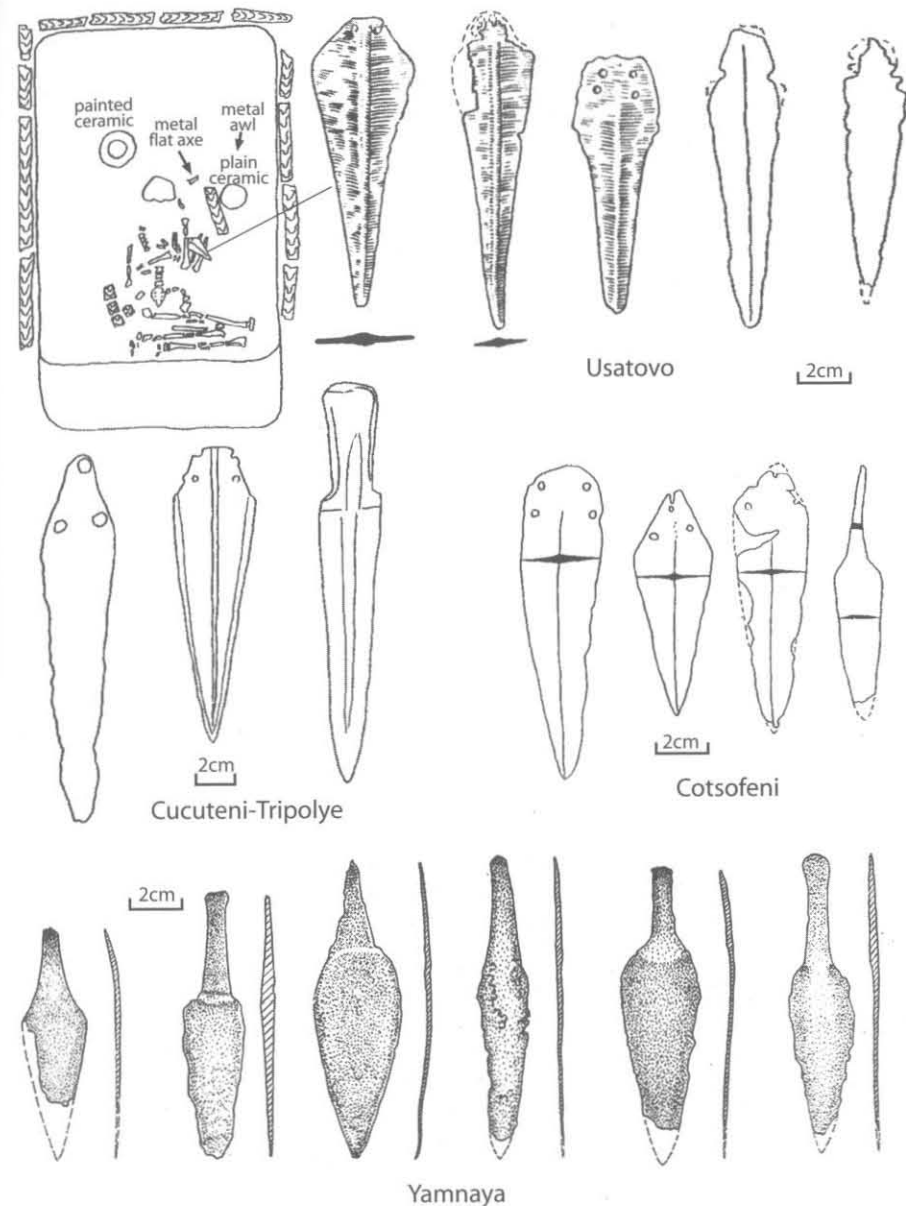 painted
ceramic
metal
flat axe
metal
awl
plain
ceramic
Usatovo
2cm
2cm
Cucuteni-Tripolye
2cm
Cotsofeni
2cm
Yamnaya